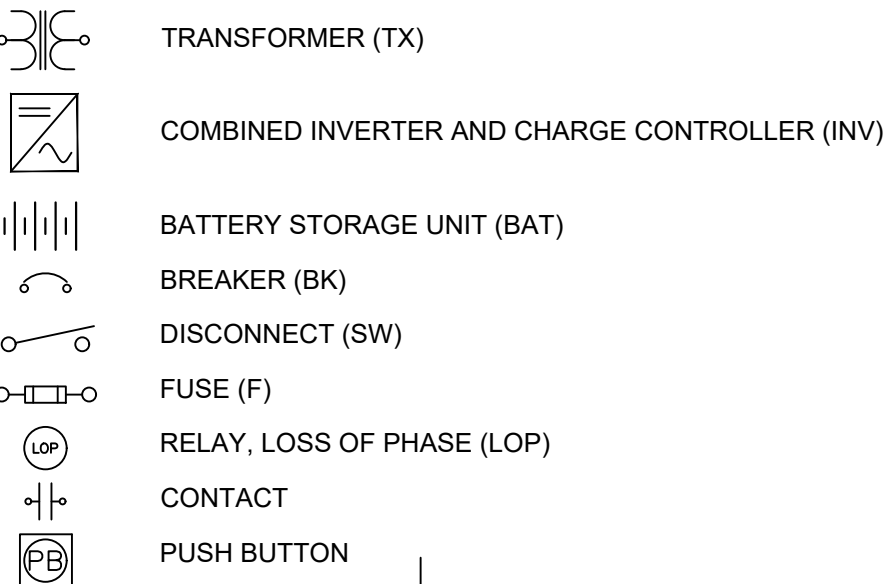 TRANSFORMER (TX)
COMBINED INVERTER AND CHARGE CONTROLLER (INV)
BATTERY STORAGE UNIT (BAT)
BREAKER (BK)
DISCONNECT (SW)
FUSE (F)
LOP RELAY, LOSS OF PHASE (LOP)
CONTACT
PB PUSH BUTTON